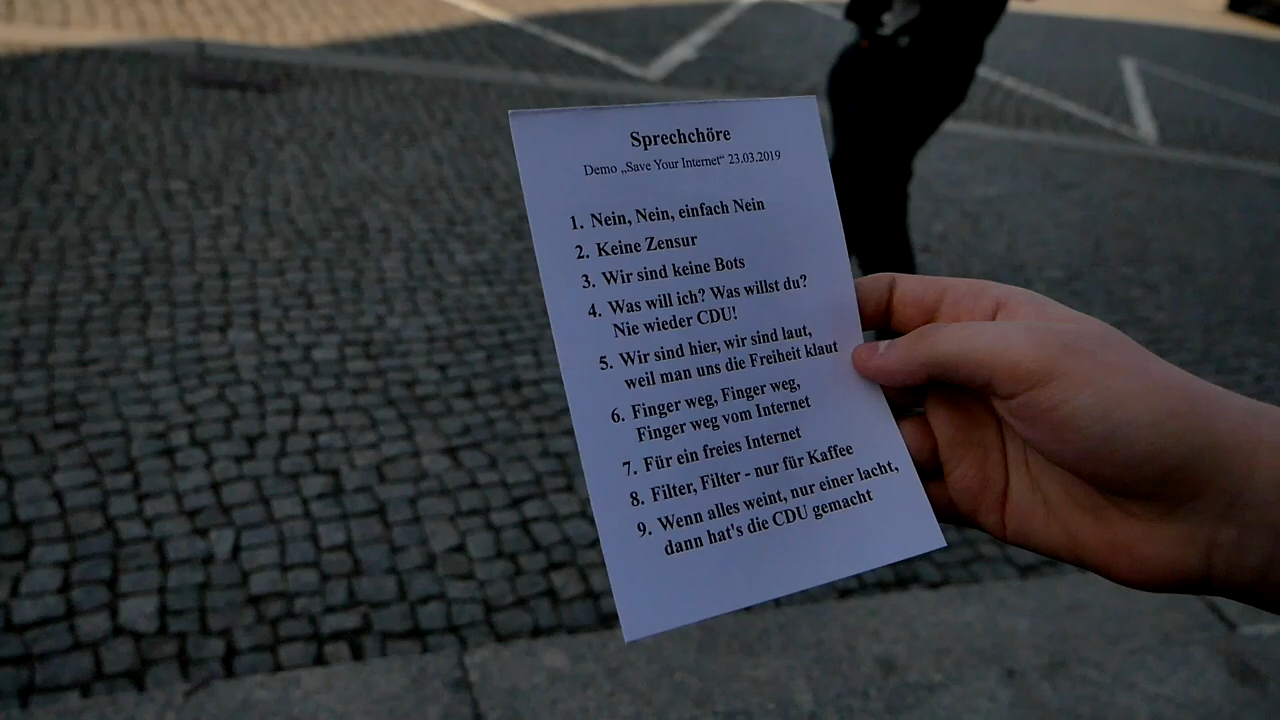 Sprechchöre
Demo „Save Your Internet“ 23.03.2019
1. Nein, Nein, einfach Nein
2. Keine Zensur
3. Wir sind keine Bots
4. Was will ich? Was willst du?
Nie wieder CDU!
5. Wir sind hier, wir sind laut,
weil man uns die Freiheit klaut
6. Finger weg, Finger weg,
Finger weg vom Internet
7. Für ein freies Internet
8. Filter, Filter - nur für Kaffee
9. Wenn alles weint, nur einer lacht,
dann hat's die CDU gemacht